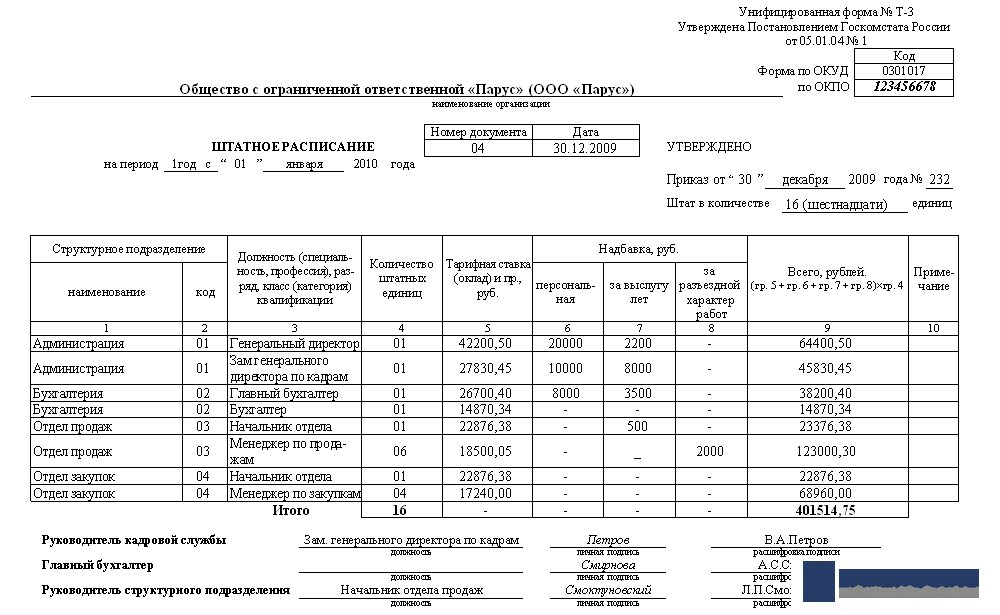 Унифицированная форма № Т-3
Утверждена Постановлением Госкомстата России
от 05.01.04 № 1
Код
Форма по ОКУД 0301017
Общество с ограниченной ответственной «Парус» (ООО «Парус») по ОКПО 123456678
наименование организации
Номер документа Дата
ШТАТНОЕ РАСПИСАНИЕ 04 30.12.2009 УТВЕРЖДЕНО
на период 1год с “ 01 ” января 2010 года
Приказ от “ 30 ” декабря 2009 года № 232
Штат в количестве 16 (шестнадцати) единиц
Структурное подразделение Должность (специаль-ность, профессия), раз-ряд, класс (категория) квалификации Количество штатных единиц Тарифная ставка (оклад) и пр., руб. Надбавка, руб. Всего, рублей. (гр. 5 + гр. 6 + гр. 7 + гр. 8)×гр. 4 Приме-чание
наименование код персональ-ная за выслугу лет за разъездной характер работ
1 2 3 4 5 6 7 8 9 10
Администрация 01 Генеральный директор 01 42200,50 20000 2200 - 64400,50
Администрация 01 Зам генерального директора по кадрам 01 27830,45 10000 8000 - 45830,45
Бухгалтерия 02 Главный бухгалтер 01 26700,40 8000 3500 - 38200,40
Бухгалтерия 02 Бухгалтер 01 14870,34 - - - 14870,34
Отдел продаж 03 Начальник отдела 01 22876,38 - 500 - 23376,38
Отдел продаж 03 Менеджер по прода-жам 06 18500,05 - _ 2000 123000,30
Отдел закупок 04 Начальник отдела 01 22876,38 - - - 22876,38
Отдел закупок 04 Менеджер по закупкам 04 17240,00 - - - 68960,00
Итого 16 - - - - 401514,75
Руководитель кадровой службы Зам. генерального директора по кадрам Петров В.А.Петров
должность личная подпись расшифровка подписи
Главный бухгалтер Смирнова А.С.
должность личная подпись
Руководитель структурного подразделения Начальник отдела продаж Смоктуновский Л.П.Смо
должность личная подпись